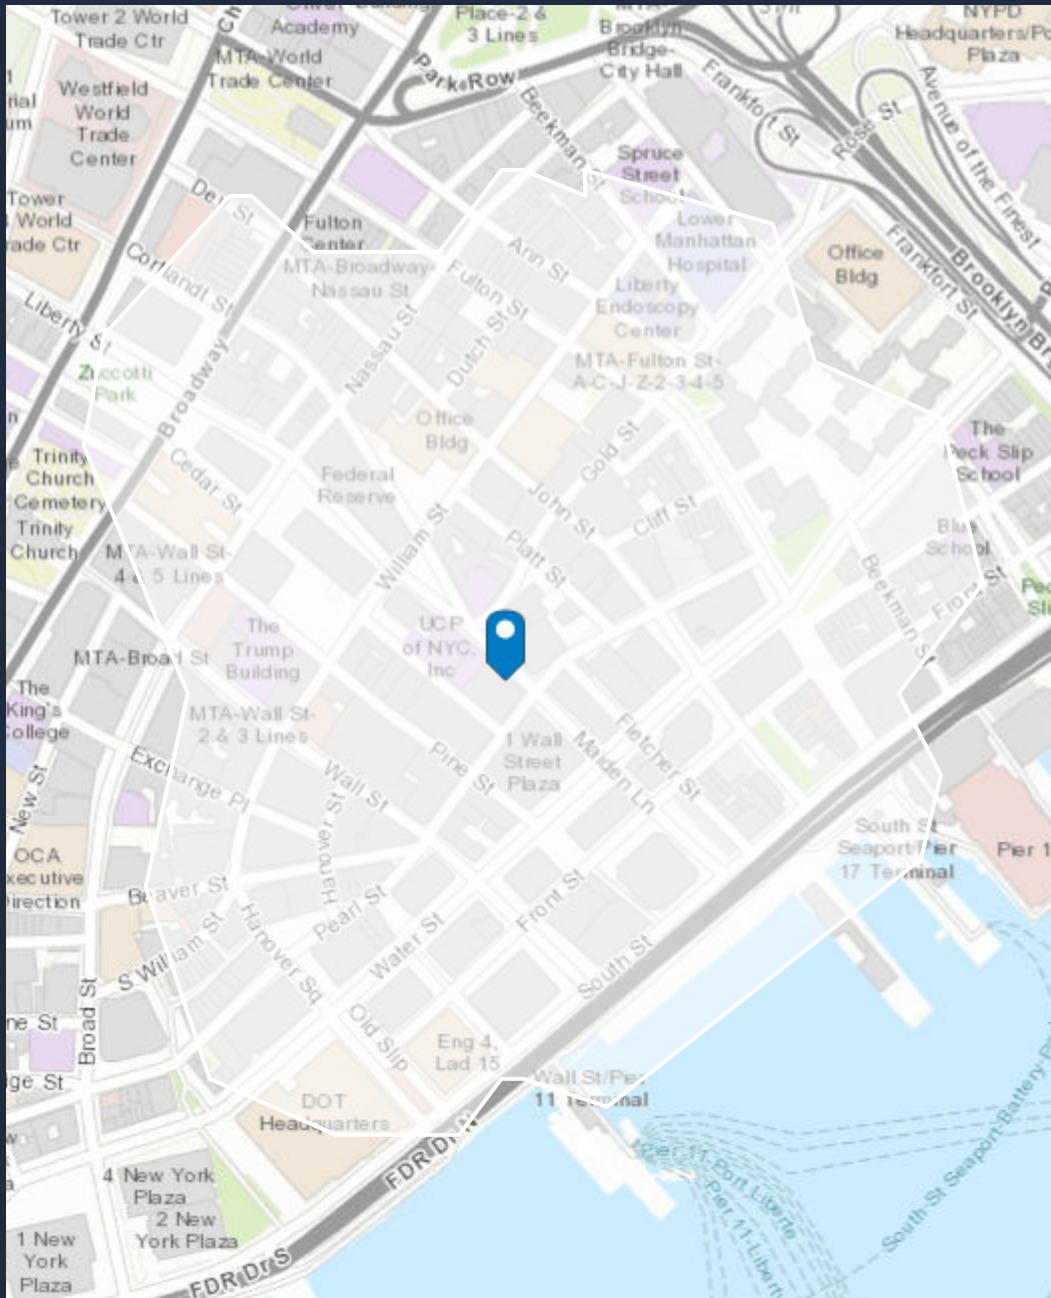 Tower 2 World
Trade Ctr
Academy
Place-2 &
3 Lines
Brooklyn
Bridge-
City Hall
NYPD
Plaza
MTA-World
Trade Center
Park Row
Westfield
World
Trade
Center
Beekman St
Frankfort St
Rose St
Avenue of the Finest
Spruce
Street
School
Tower
World
Dey St
Fulton
Center
Lower
Manhattan
Hospital
Office
Bldg
Frankfort St
Cortlandt St
MTA-Broadway-
Nassau St
Ann St
Fulton St
Liberty
Endoscopy
Center
Liberty St
Nassau St
Dutch St
MTA-Fulton St-
A-C-J-Z-2-3-4-5
Zuccotti
Park
Broadway
Office
Bldg
Gold St
The
Peck Slip
School
Trinity
Church
Cemetery
Cedar St
Federal
Reserve
John St
Cliff St
Trinity
Church
William St
Platt St
Blue
School
MTA-Wall St-
4 & 5 Lines
Beekman St
Front St
The
Trump
Building
UCP
of NYC,
Inc
MTA-Broad St
The
King's
College
MTA-Wall St-
2 & 3 Lines
1 Wall
Street
Plaza
Maiden Ln
Fletcher St
Pine St
Exchange Pl
Wall St
New St
Hanover St
South St
Seaport/Pier
17 Terminal
OCA
Beaver St
Pearl St
Front St
Hanover Sq
Water St
S William St
South St
Broad St
Old Slip
Eng 4,
Lad 15
Wall St/Pier
11 Terminal
DOT
Headquarters
FDR Dr
Pier 11-Port Liberte
4 New York
Plaza
2 New
York Plaza
1 New
York
Plaza
FDR Dr S